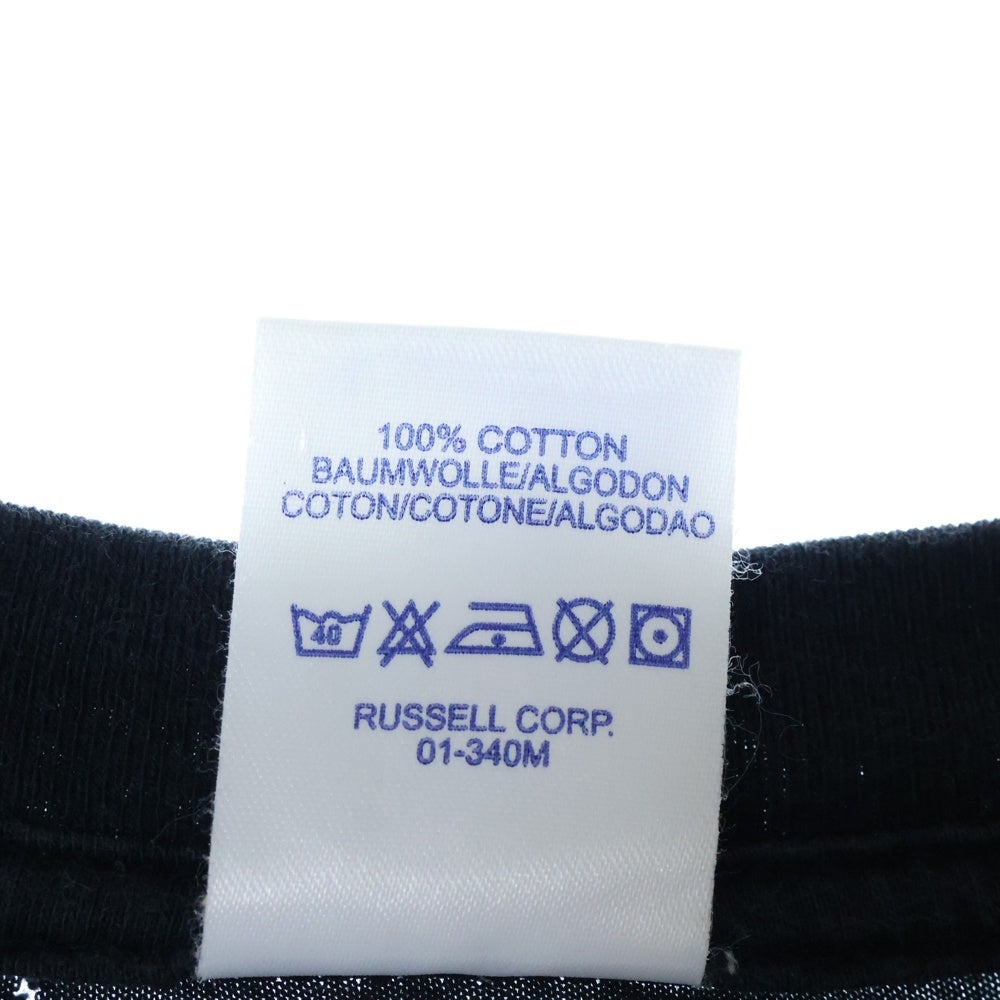 100% COTTON
BAUMWOLLE/ALGODON
COTON/COTONE/ALGODAO
40
RUSSELL CORP.
01-340M